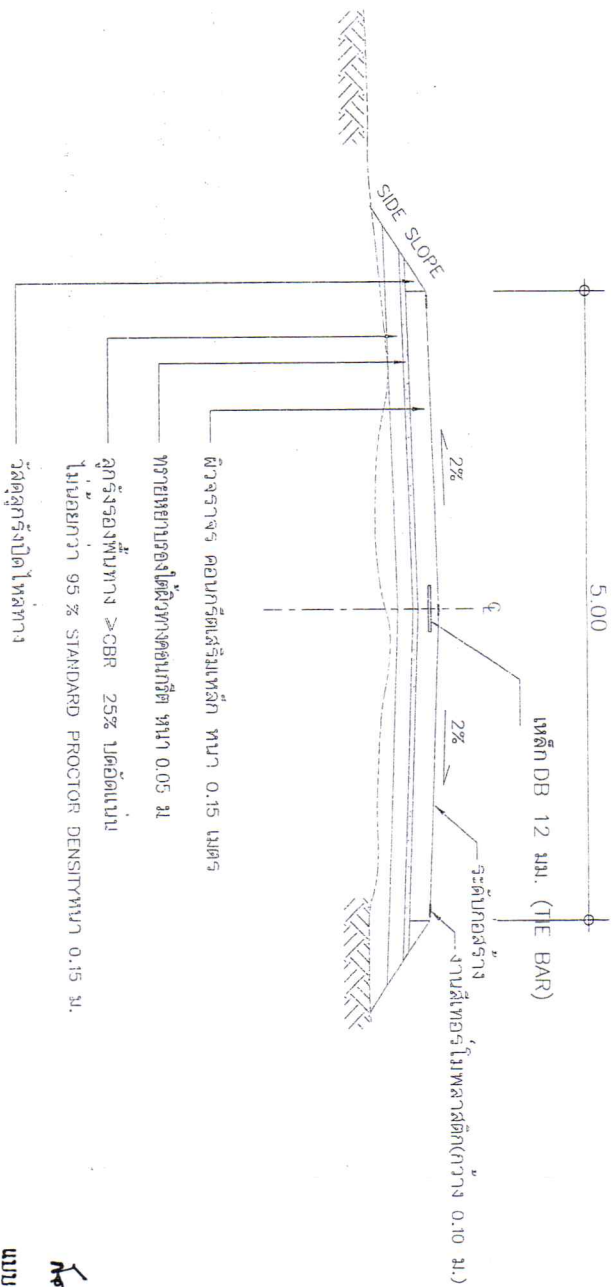 5.00
เหล็ก DB 12 มม. (TIE BAR)
งานสีเทอร์โมพลาสติก(กว้าง 0.10 ม.)
ระดับก่อสร้าง
2%
2%
SIDE SLOPE
ผิวจราจร คอนกรีตเสริมเหล็ก หนา 0.15 เมตร
ทรายหยาบรองใต้ผิวทางคอนกรีต หนา 0.05 ม
ลูกรังรองพื้นทาง >CBR 25% บดอัดแน่น
ไม่น้อยกว่า 95 % STANDARD PROCTOR DENSITYหนา 0.15 ม.
วัสดุลูกรังปิดไหล่ทาง
แบบ